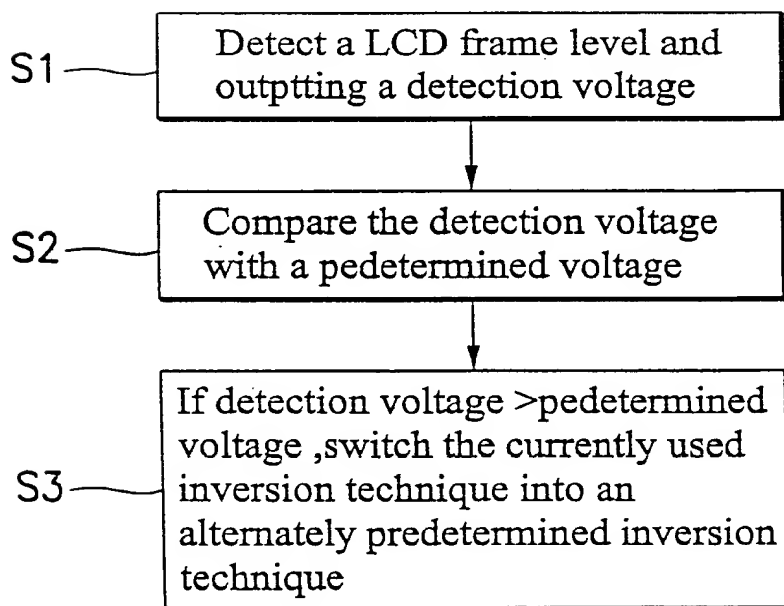 S1
Detect a LCD frame level and
outptting a detection voltage
S2
Compare the detection voltage
with a pedetermined voltage
S3
If detection voltage >pedetermined
voltage ,switch the currently used
inversion technique into an
alternately predetermined inversion
technique